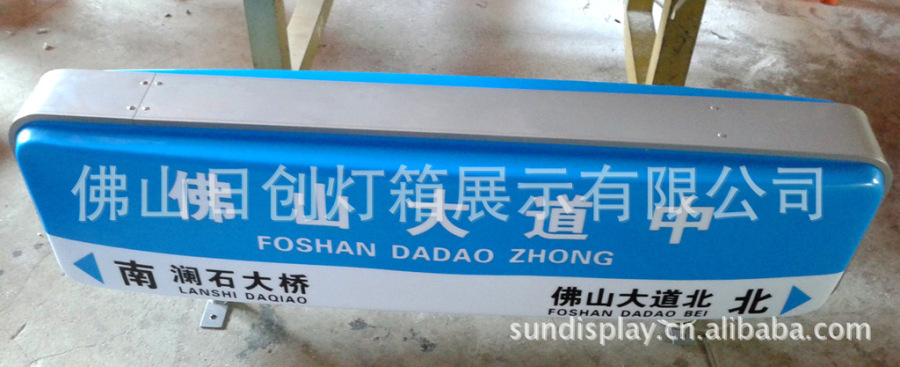 佛山日创灯箱展示有限公司
佛山大道中
FOSHAN DADAO ZHONG
南 澜石大桥
LANSHI DAQIAO
佛山大道北 北
FOSHAN DADAO BEI
sundisplay.cn.alibaba.com